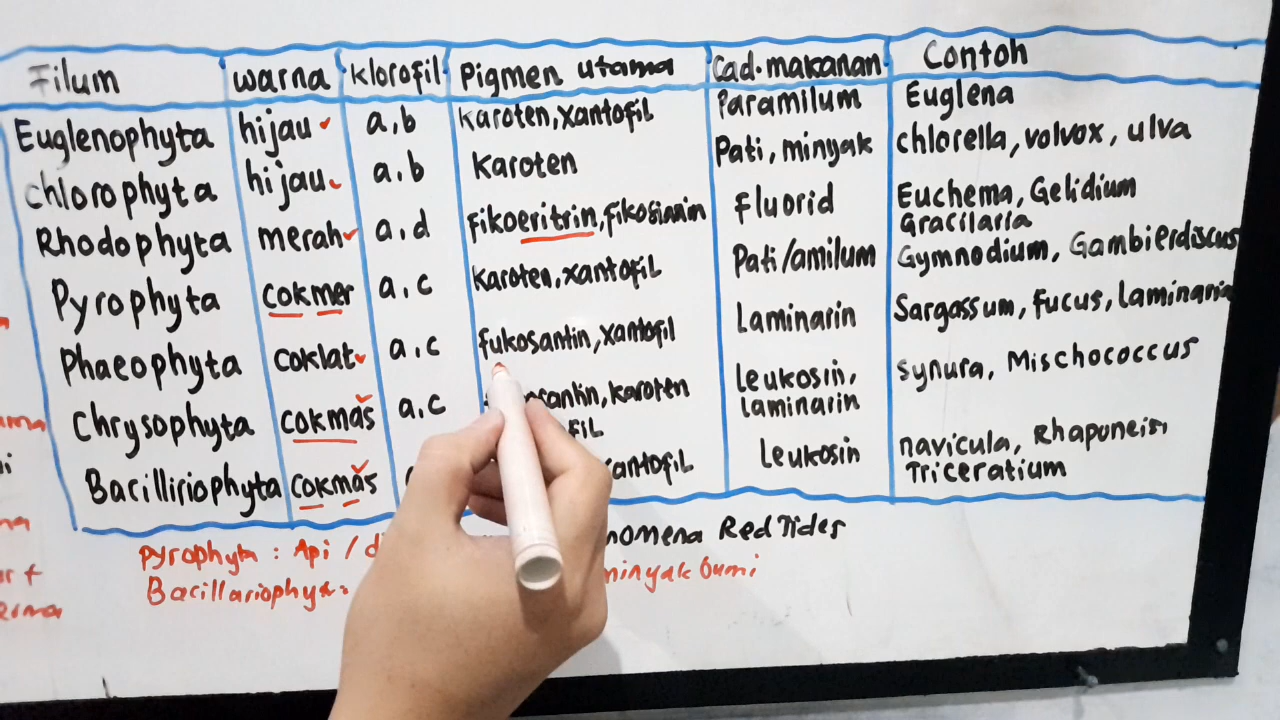 Filum warna klorofil Pigmen utama Cad.makanan Contoh
Euglenophyta hijau a,b karoten, xantofil Paramilum Euglena
Chlorophyta hijau a.b Karoten Pati, minyak chlorella, volvox, ulva
Rhodophyta merah a,d Fikoeritrin, fikosianin Fluorid Euchema, Gelidium
Gracilaria
Pyrophyta cokmer a,c Karoten, xantofil Pati/amilum Gymnodium, Gambierdiscus
Phaeophyta coklat a.c fukosantin, xantofil Laminarin Sargassum, Fucus, laminaria
Chrysophyta cokmas a.c karoten Leukosin, laminarin synura, Mischococcus
Bacilliriophyta cokmas Leukosin navicula,
Triceratium
Pyrophyta : Api / Red Tides
Bacillariophyta: minyak bumi